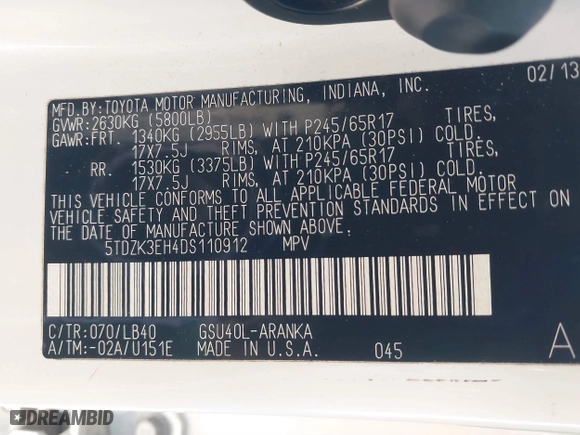 MFD.BY:TOYOTA MOTOR MANUFACTURING, INDIANA, INC. 02/13
GVWR:2630KG (5800LB)
GAWR:FRT. 1340KG (2955LB) WITH P245/65R17 TIRES,
17X7.5J RIMS, AT 210KPA (30PSI) COLD.
RR. 1530KG (3375LB) WITH P245/65R17 TIRES,
17X7.5J RIMS, AT 210KPA (30PSI) COLD.
THIS VEHICLE CONFORMS TO ALL APPLICABLE FEDERAL MOTOR
VEHICLE SAFETY AND THEFT PREVENTION STANDARDS IN EFFECT ON
THE DATE OF MANUFACTURE SHOWN ABOVE.
5TDZK3EH4DS110912 MPV
C/TR:070/LB40 GSU40L-ARANKA
A/TM:-02A/U151E MADE IN U.S.A. 045 A
DREAMBID